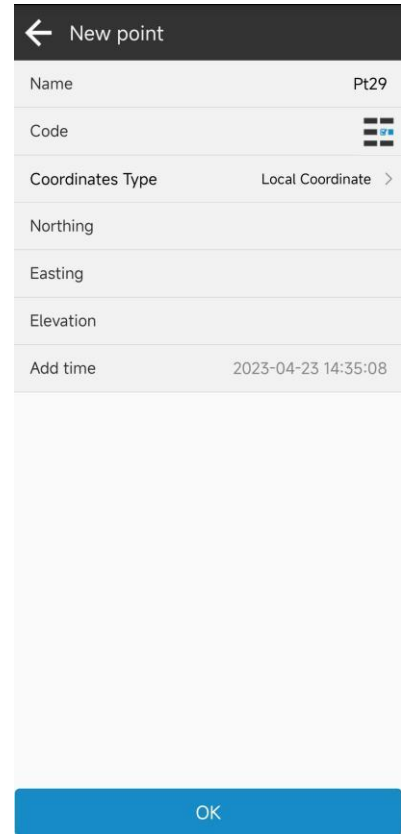 New point
Name Pt29
Code
Coordinates Type Local Coordinate
Northing
Easting
Elevation
Add time 2023-04-23 14:35:08
OK